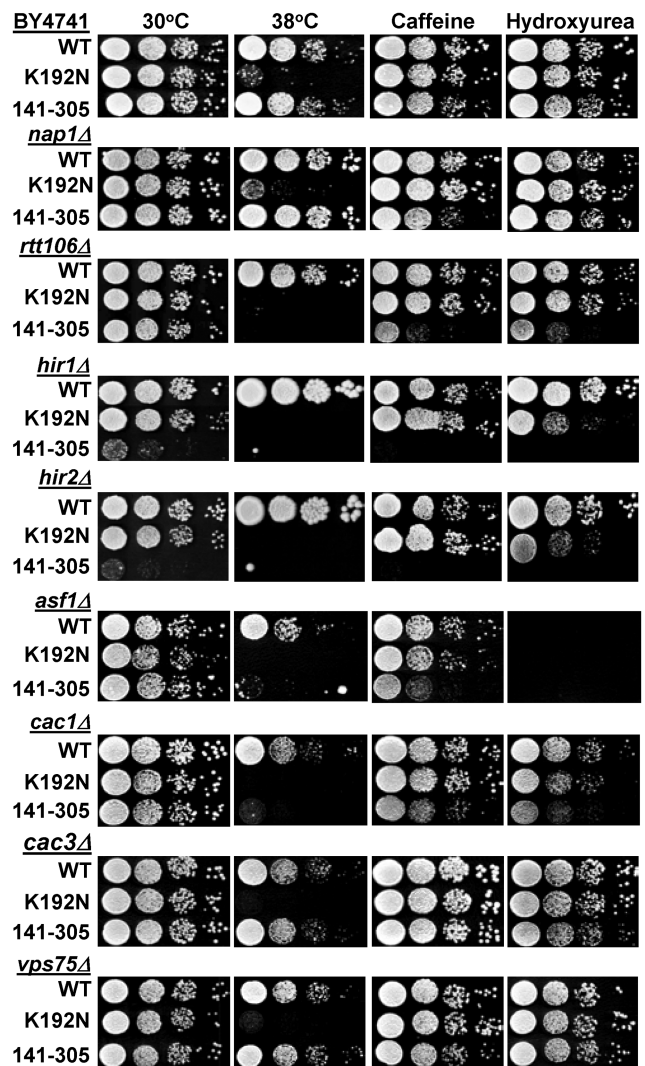 BY4741 30°C 38°C Caffeine Hydroxyurea
WT
K192N
141-305
nap1Δ
WT
K192N
141-305
rtt106Δ
WT
K192N
141-305
hir1Δ
WT
K192N
141-305
hir2Δ
WT
K192N
141-305
asf1Δ
WT
K192N
141-305
cac1Δ
WT
K192N
141-305
cac3Δ
WT
K192N
141-305
vps75Δ
WT
K192N
141-305